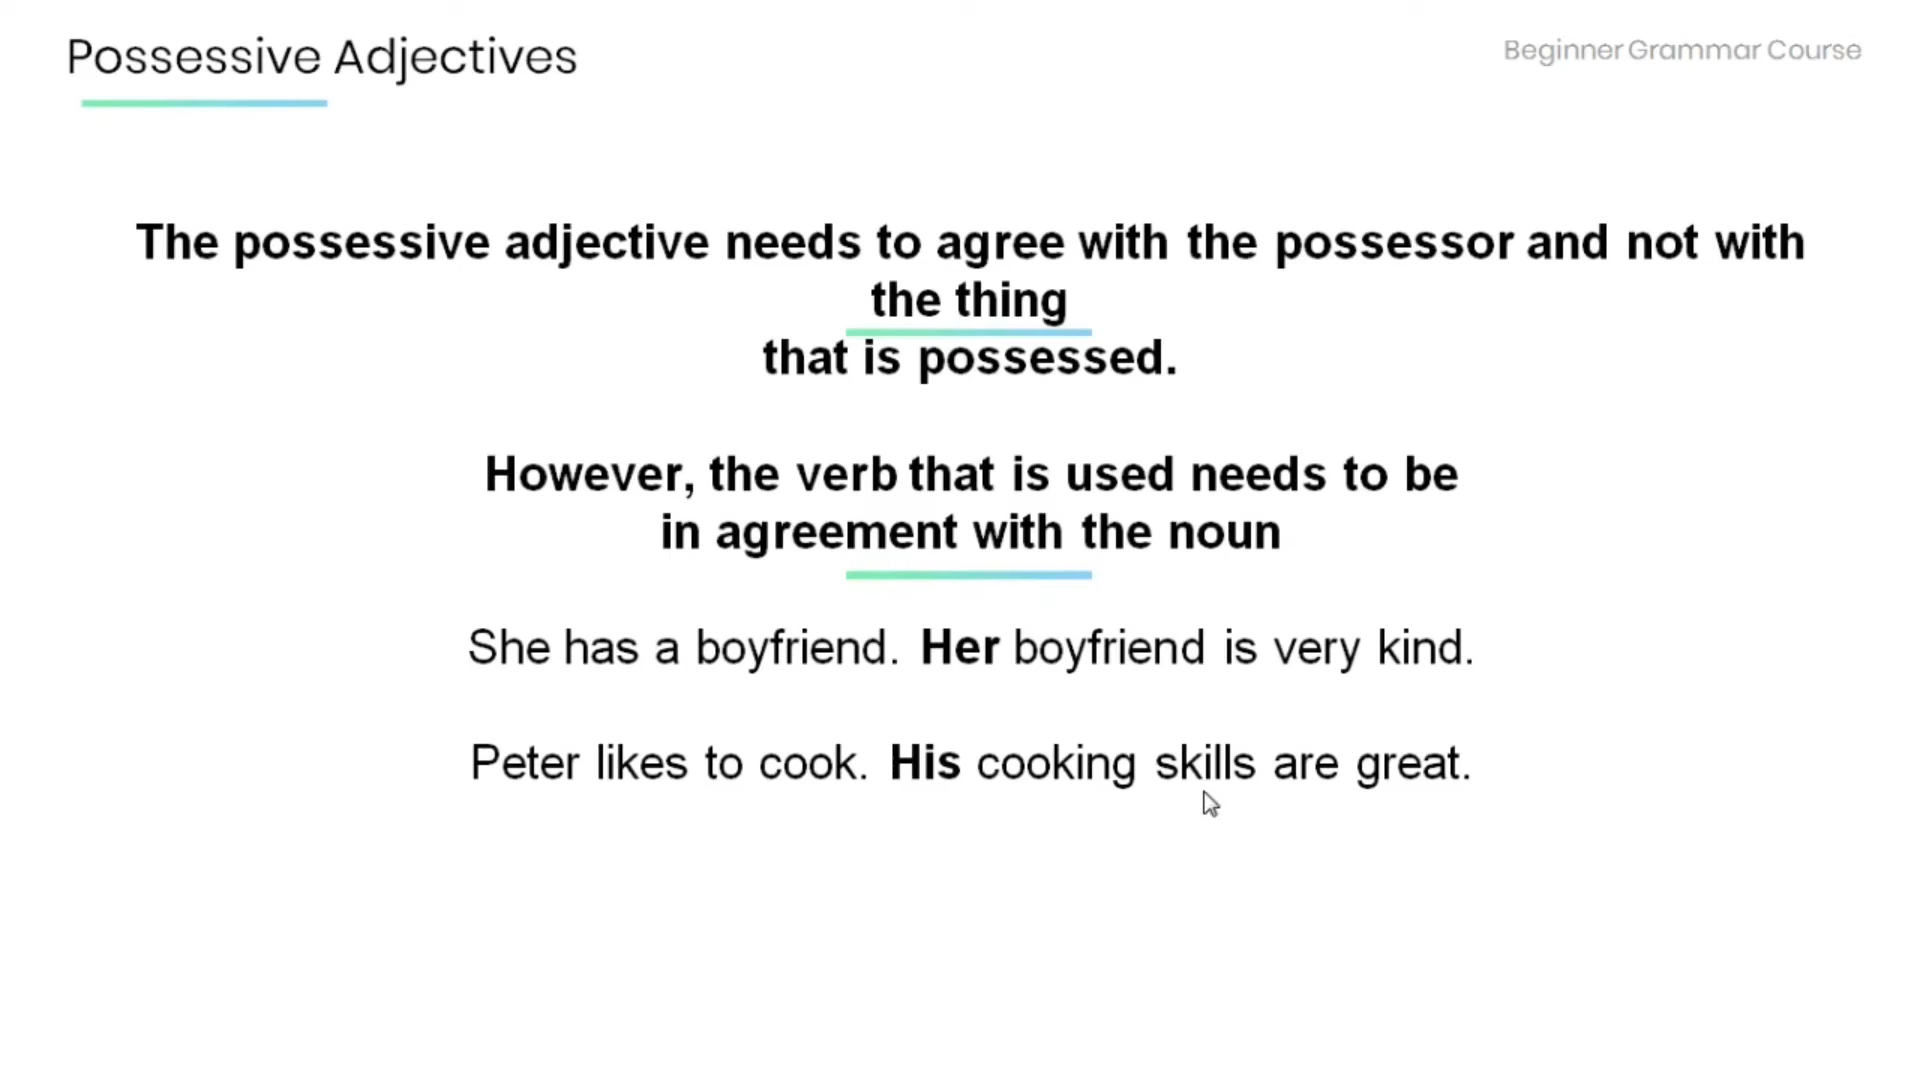 Possessive Adjectives
Beginner Grammar Course
The possessive adjective needs to agree with the possessor and not with
the thing
that is possessed.
However, the verb that is used needs to be
in agreement with the noun
She has a boyfriend. Her boyfriend is very kind.
Peter likes to cook. His cooking skills are great.